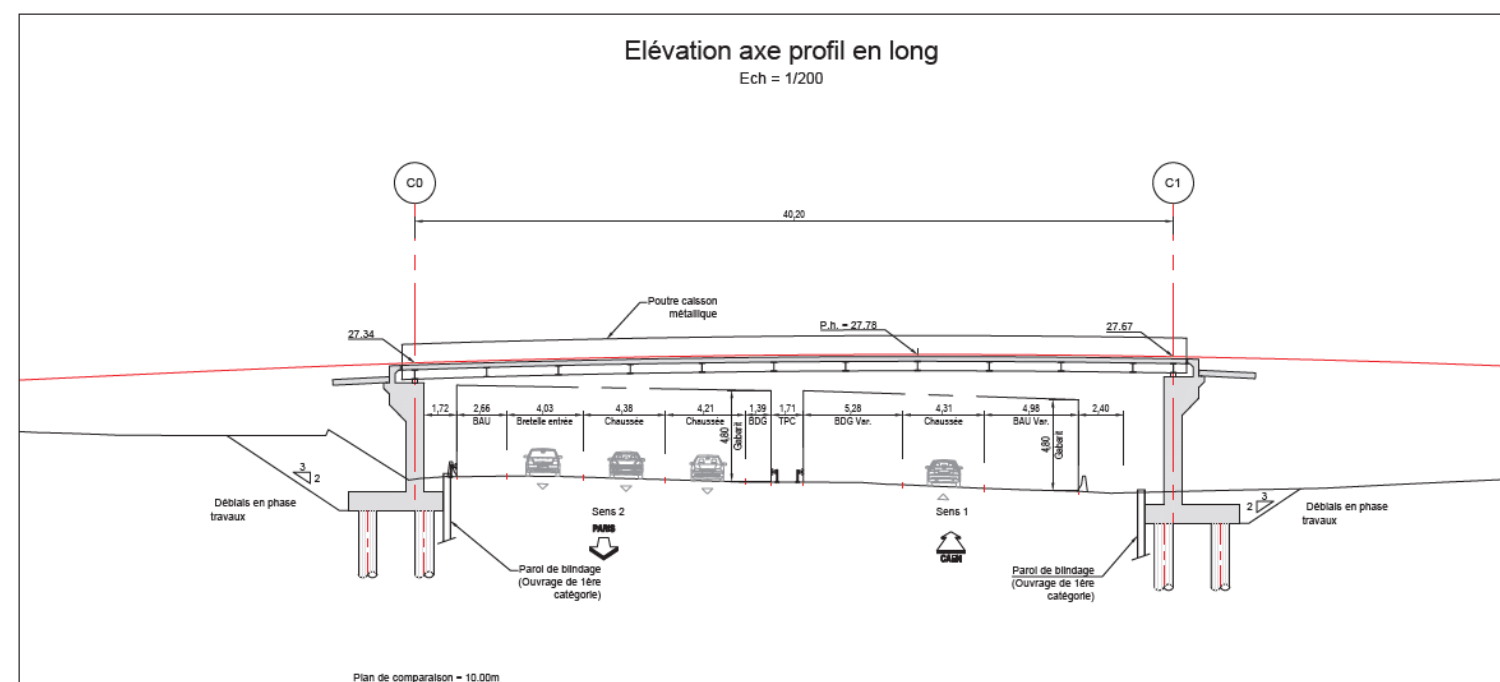 Elévation axe profil en long
Ech = 1/200
C0
C1
40,20
Poutre caisson
métallique
27.34
P.h. = 27.78
27.67
1,72
2,66
4,03
4,38
4,21
1,39
1,71
5,28
4,31
4,98
2,40
BAU
Bretelle entrée
Chaussée
Chaussée
BDG
TPC
BDG Var.
Chaussée
BAU Var.
4,80
Gabarit
4,80
Gabarit
3
2
Déblais en phase
travaux
Sens 2
PARIS
Sens 1
CAEN
2
3
Déblais en phase
travaux
Paroi de blindage
(Ouvrage de 1ère
catégorie)
Paroi de blindage
(Ouvrage de 1ère
catégorie)
Plan de comparaison = 10.00m